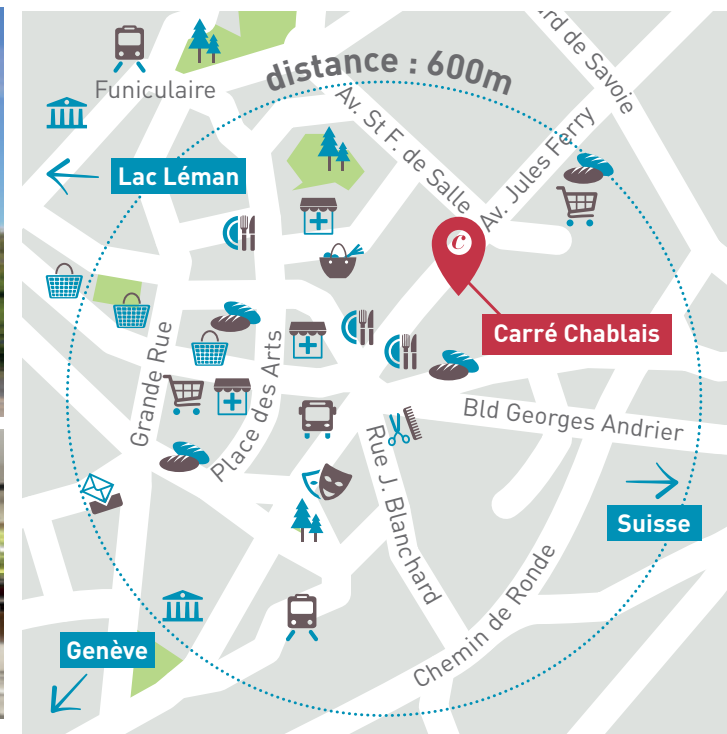 distance : 600m
ard de Savoie
Funiculaire
Av. St F. de Salle
Av. Jules Ferry
Lac Léman
c
Carré Chablais
Grande Rue
Place des Arts
Bld Georges Andrier
Rue J. Blanchard
Suisse
Chemin de Ronde
Genève